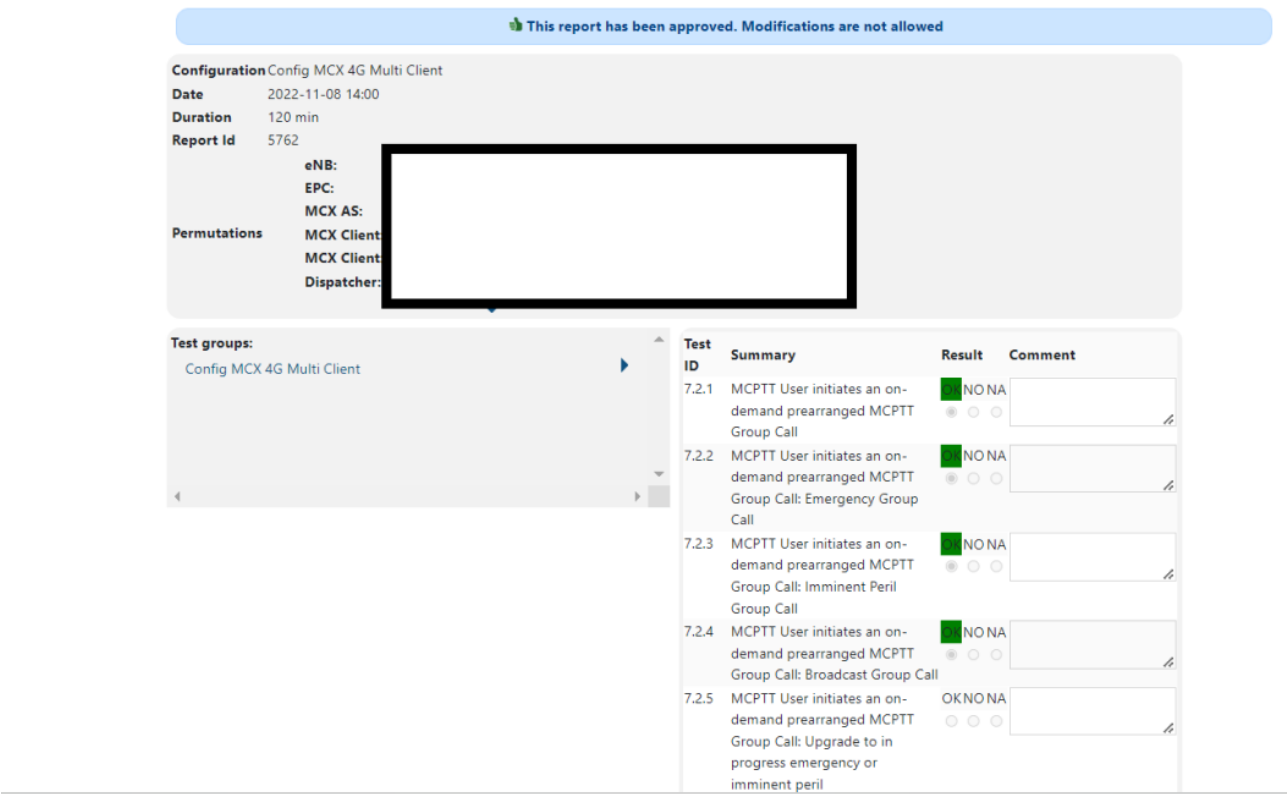 This report has been approved. Modifications are not allowed
Configuration Config MCX 4G Multi Client
Date 2022-11-08 14:00
Duration 120 min
Report Id 5762
eNB:
EPC:
MCX AS:
Permutations MCX Client:
MCX Client:
Dispatcher:
Test groups:
Config MCX 4G Multi Client
Test ID Summary Result Comment
7.2.1 MCPTT User initiates an on- OK NO NA
demand prearranged MCPTT
Group Call
7.2.2 MCPTT User initiates an on- OK NO NA
demand prearranged MCPTT
Group Call: Emergency Group
Call
7.2.3 MCPTT User initiates an on- OK NO NA
demand prearranged MCPTT
Group Call: Imminent Peril
Group Call
7.2.4 MCPTT User initiates an on- OK NO NA
demand prearranged MCPTT
Group Call: Broadcast Group Call
7.2.5 MCPTT User initiates an on- OK NO NA
demand prearranged MCPTT
Group Call: Upgrade to in
progress emergency or
imminent peril